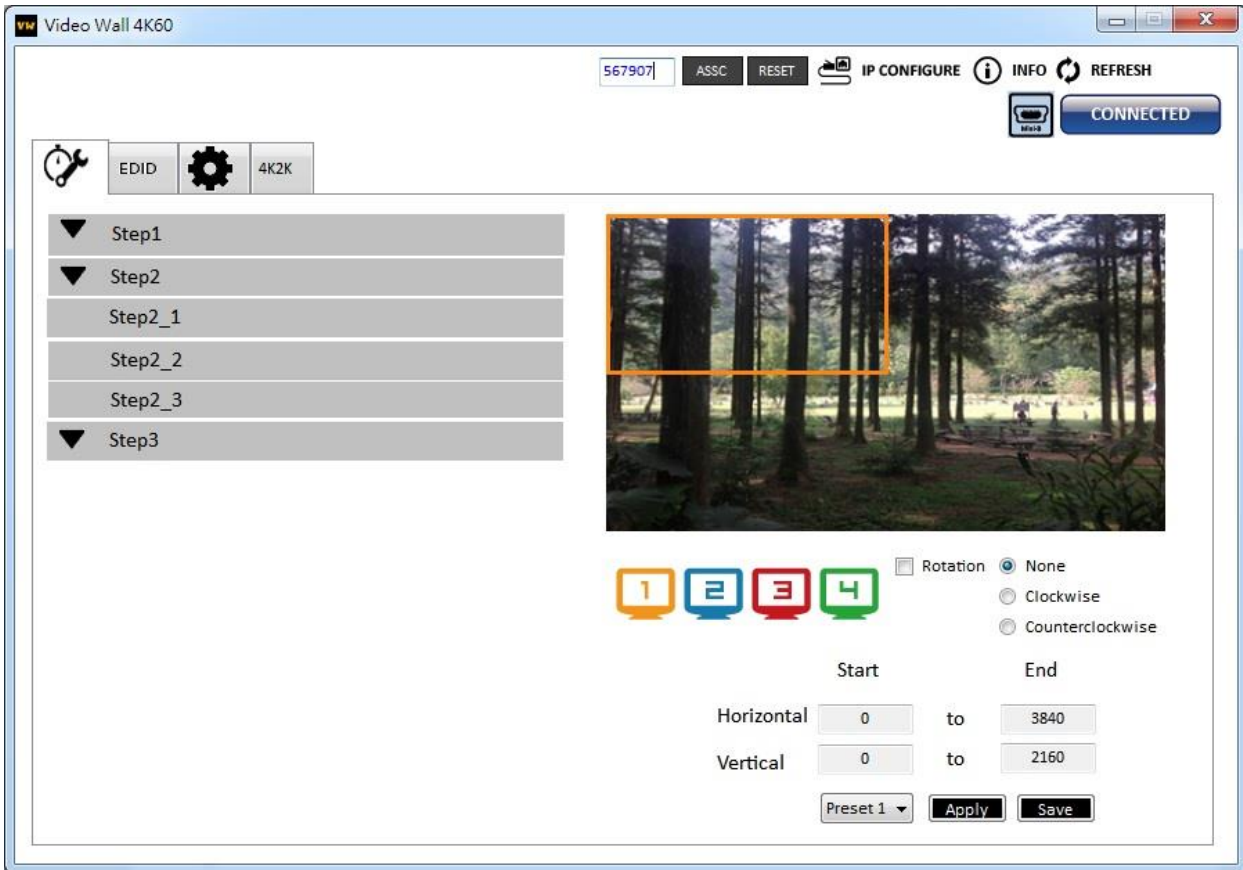 VW Video Wall 4K60
567907 ASSC RESET IP CONFIGURE i INFO REFRESH
Mini-B CONNECTED
EDID 4K2K
Step1
Step2
Step2_1
Step2_2
Step2_3
Step3
1 2 3 4
Rotation None
Clockwise
Counterclockwise
Start End
Horizontal 0 to 3840
Vertical 0 to 2160
Preset 1 Apply Save